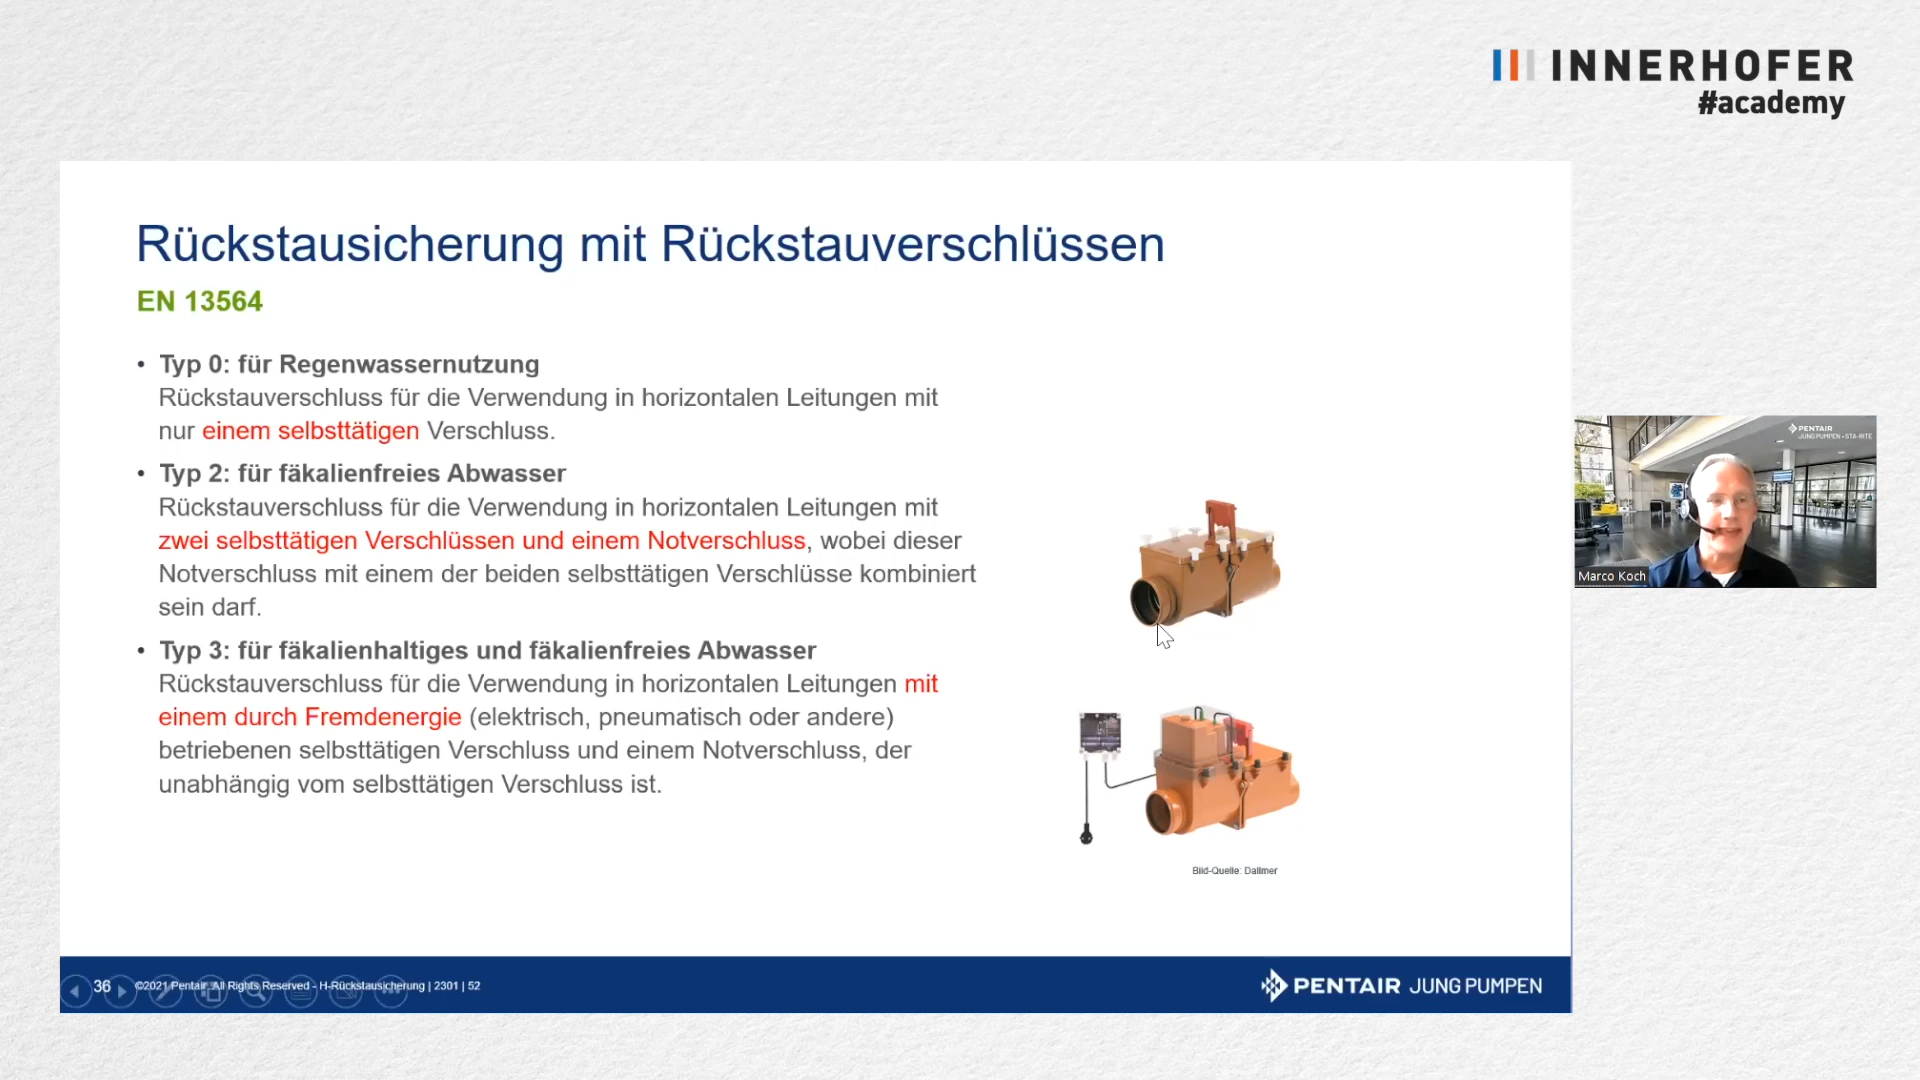 INNERHOFER
#academy
Rückstausicherung mit Rückstauverschlüssen
EN 13564
• Typ 0: für Regenwassernutzung
Rückstauverschluss für die Verwendung in horizontalen Leitungen mit
nur einem selbsttätigen Verschluss.
• Typ 2: für fäkalienfreies Abwasser
Rückstauverschluss für die Verwendung in horizontalen Leitungen mit
zwei selbsttätigen Verschlüssen und einem Notverschluss, wobei dieser
Notverschluss mit einem der beiden selbsttätigen Verschlüsse kombiniert
sein darf.
• Typ 3: für fäkalienhaltiges und fäkalienfreies Abwasser
Rückstauverschluss für die Verwendung in horizontalen Leitungen mit
einem durch Fremdenergie (elektrisch, pneumatisch oder andere)
betriebenen selbsttätigen Verschluss und einem Notverschluss, der
unabhängig vom selbsttätigen Verschluss ist.
Bild-Quelle: Dallmer
PENTAIR
JUNG PUMPEN • STA-RITE
Marco Koch
36
©2021 Pentair. All Rights Reserved - H-Rückstausicherung | 2301 | 52
PENTAIR JUNG PUMPEN